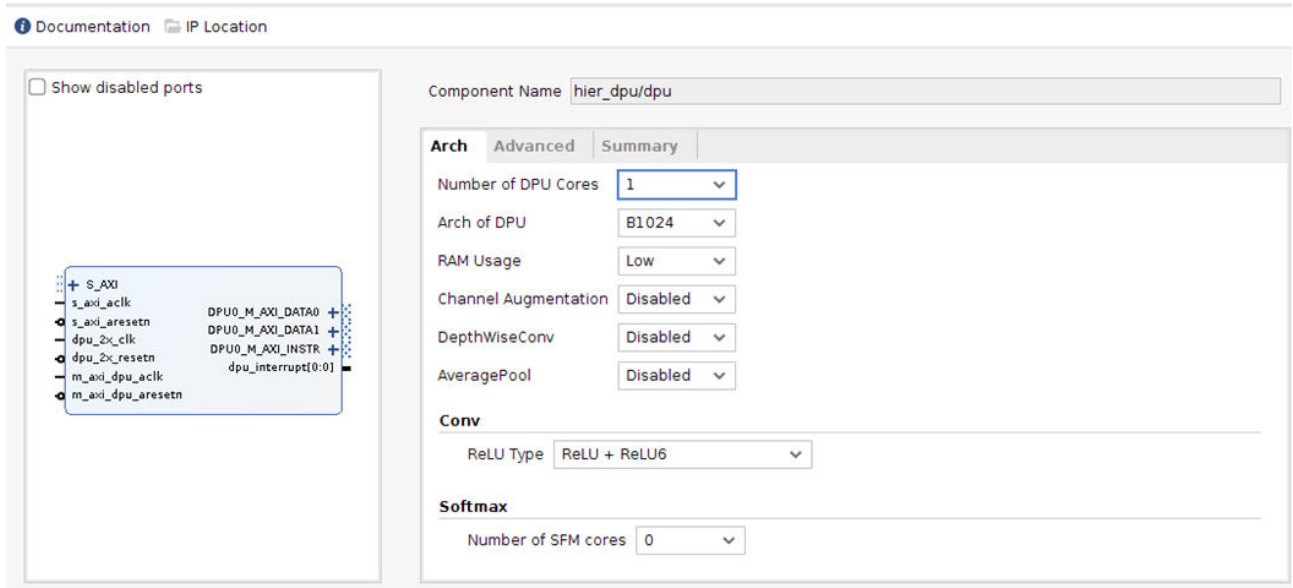 Documentation IP Location
Show disabled ports
S_AXI
s_axi_aclk
s_axi_aresetn
dpu_2x_clk
dpu_2x_resetn
m_axi_dpu_aclk
m_axi_dpu_aresetn
DPU0_M_AXI_DATA0
DPU0_M_AXI_DATA1
DPU0_M_AXI_INSTR
dpu_interrupt[0:0]
Component Name hier_dpu/dpu
Arch Advanced Summary
Number of DPU Cores 1
Arch of DPU B1024
RAM Usage Low
Channel Augmentation Disabled
DepthWiseConv Disabled
AveragePool Disabled
Conv
ReLU Type ReLU + ReLU6
Softmax
Number of SFM cores 0